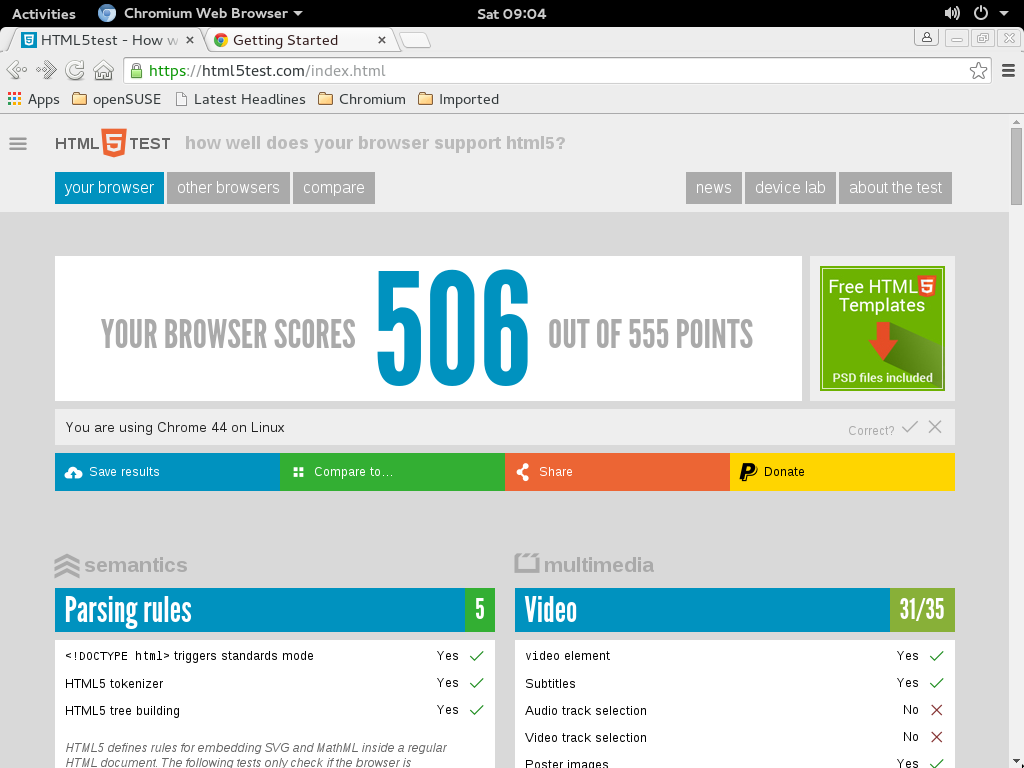 Activities Chromium Web Browser Sat 09:04
HTML5test - How w Getting Started
https://html5test.com/index.html
Apps openSUSE Latest Headlines Chromium Imported
HTML 5 TEST how well does your browser support html5?
your browser other browsers compare news device lab about the test
YOUR BROWSER SCORES 506 OUT OF 555 POINTS
Free HTML5
Templates
PSD files included
You are using Chrome 44 on Linux Correct?
Save results Compare to... Share Donate
semantics
Parsing rules 5
<!DOCTYPE html> triggers standards mode Yes
HTML5 tokenizer Yes
HTML5 tree building Yes
HTML5 defines rules for embedding SVG and MathML inside a regular
HTML document. The following tests only check if the browser is
multimedia
Video 31/35
video element Yes
Subtitles Yes
Audio track selection No
Video track selection No
Poster images Yes